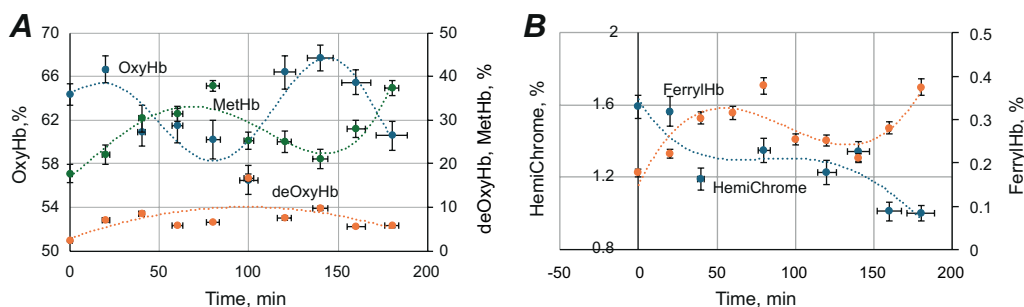 A
70
66
62
58
54
50
OxyHb,%
OxyHb
MetHb
deOxyHb
50
40
30
20
10
0
deOxyHb, MetHb, %
0
50
100
150
200
Time, min
B
2
1.6
1.2
0.8
HemiChrome, %
FerrylHb
HemiChrome
0.5
0.4
0.3
0.2
0.1
0
FerrylHb, %
-50
0
50
100
150
200
Time, min